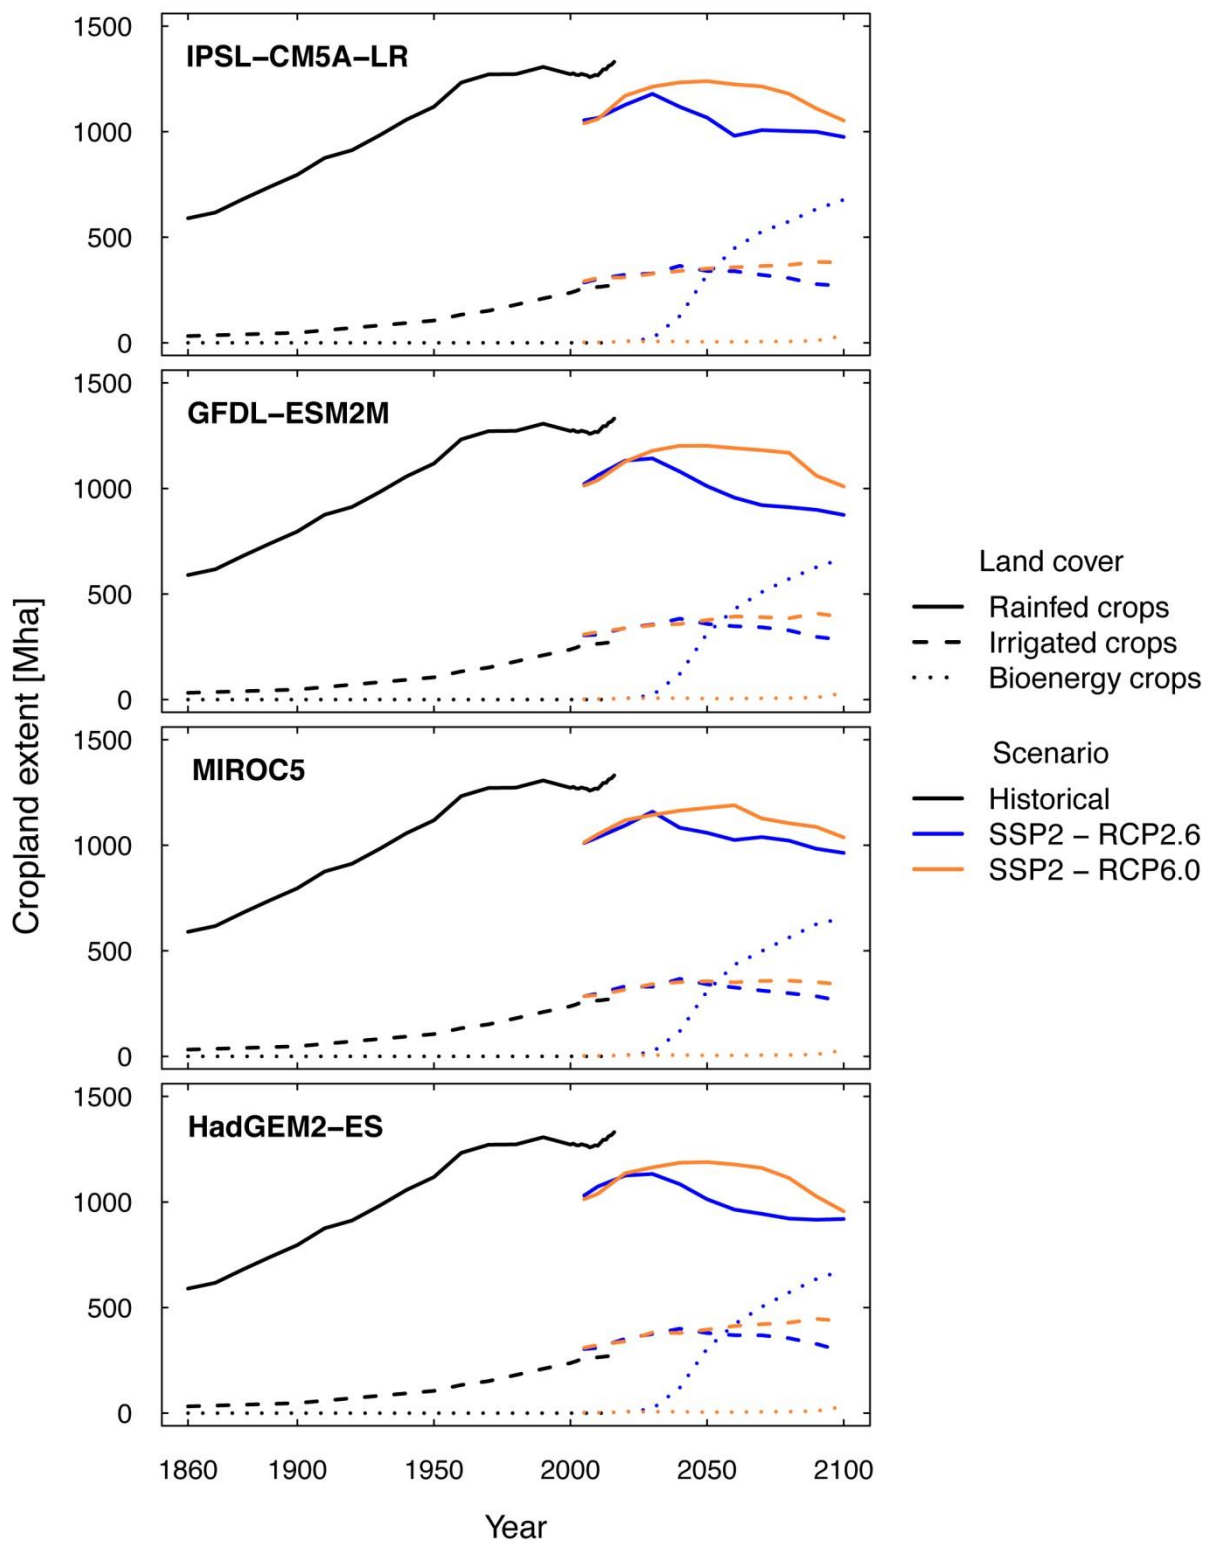 1500
IPSL−CM5A−LR
1000
500
0
1500
GFDL−ESM2M
1000
500
0
1500
MIROC5
1000
500
0
1500
HadGEM2−ES
1000
500
0
1860 1900 1950 2000 2050 2100
Year
Cropland extent [Mha]
Land cover
Rainfed crops
Irrigated crops
Bioenergy crops
Scenario
Historical
SSP2 − RCP2.6
SSP2 − RCP6.0